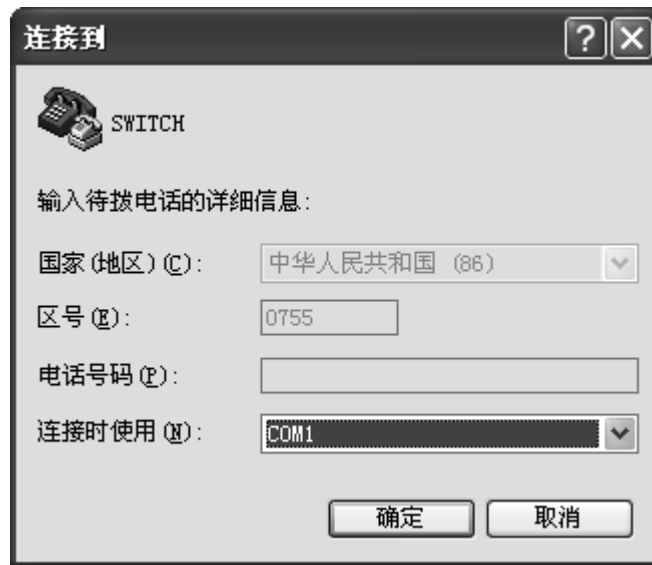 连接到
SWITCH
输入待拨电话的详细信息:
国家(地区)(C): 中华人民共和国 (86)
区号(E): 0755
电话号码(P):
连接时使用(N): COM1
确定 取消